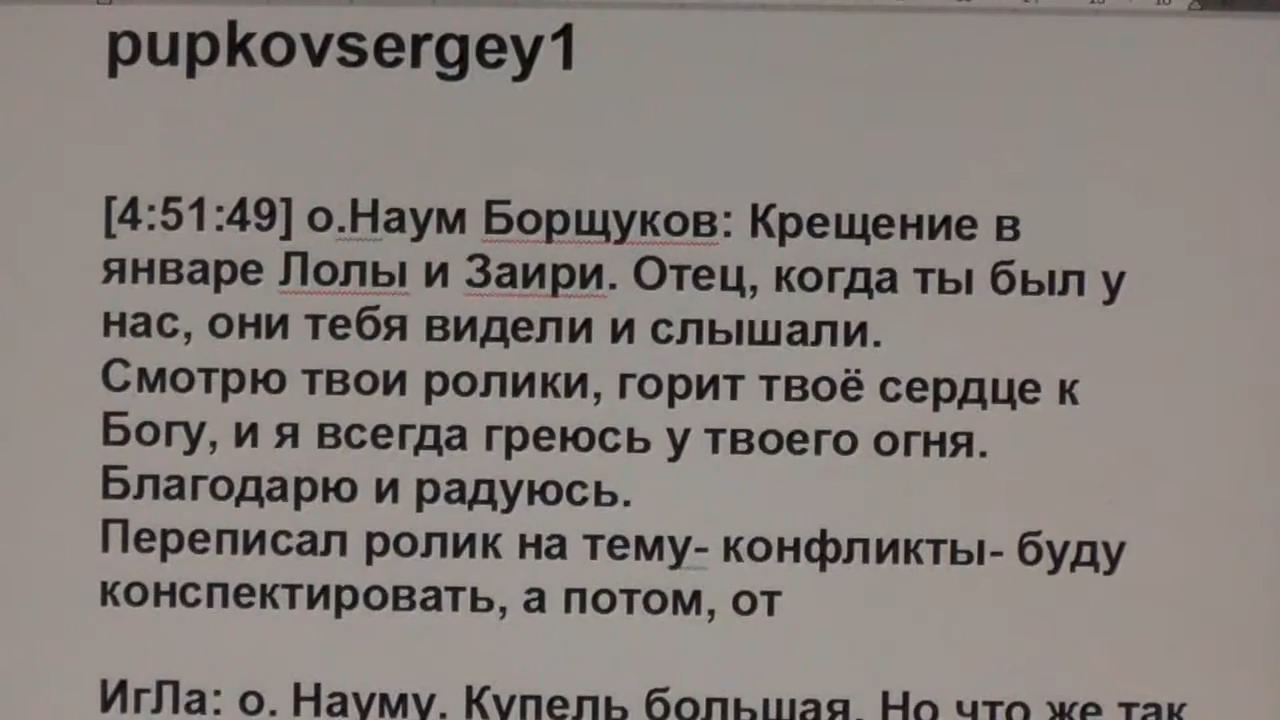 pupkovsergey1
[4:51:49] о.Наум Борщуков: Крещение в
январе Лолы и Заири. Отец, когда ты был у
нас, они тебя видели и слышали.
Смотрю твои ролики, горит твоё сердце к
Богу, и я всегда греюсь у твоего огня.
Благодарю и радуюсь.
Переписал ролик на тему- конфликты- буду
конспектировать, а потом, от
ИгЛа: о. Науму. Купель большая. Но что же так